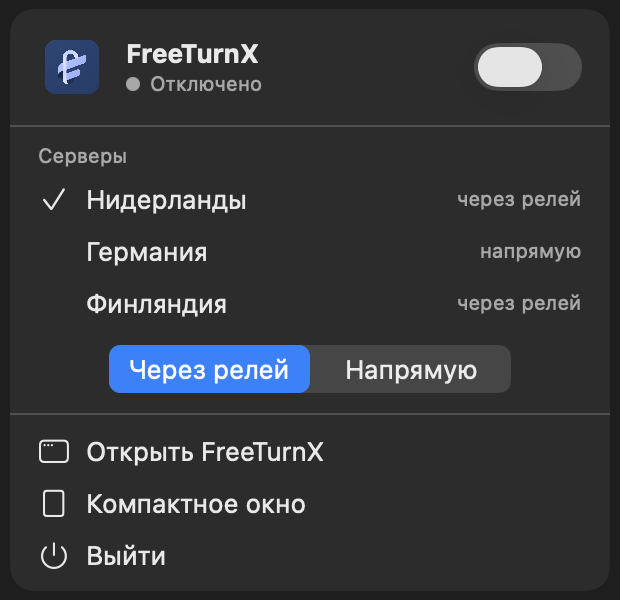 FreeTurnX
Отключено
Серверы
Нидерланды через релей
Германия напрямую
Финляндия через релей
Через релей Напрямую
Открыть FreeTurnX
Компактное окно
Выйти